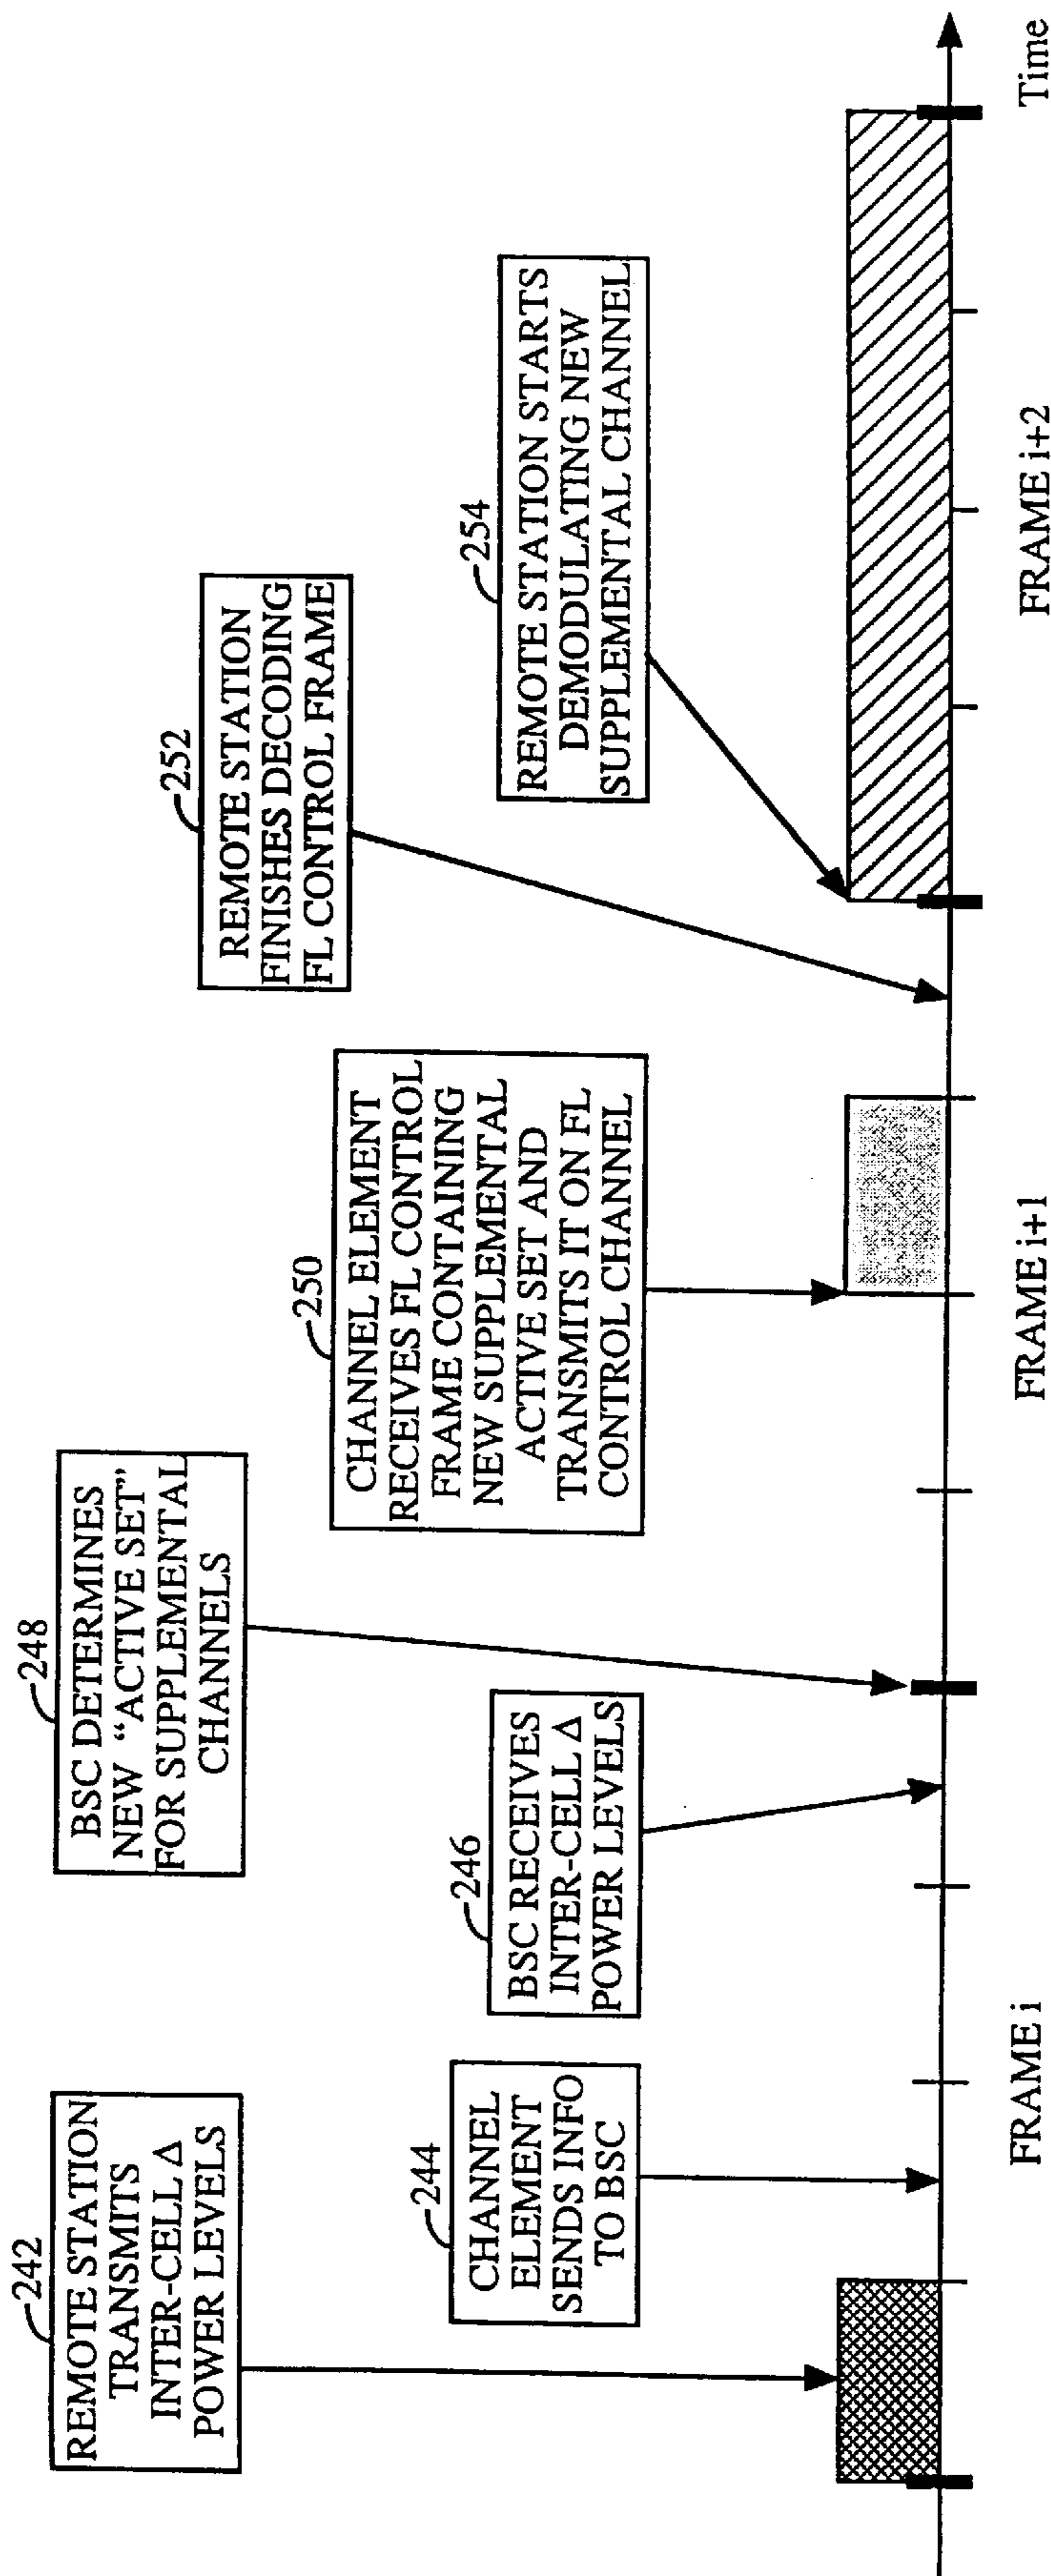 242
REMOTE STATION
TRANSMITS
INTER-CELL Δ
POWER LEVELS
244
CHANNEL
ELEMENT
SENDS INFO
TO BSC
246
BSC RECEIVES
INTER-CELL Δ
POWER LEVELS
248
BSC DETERMINES
NEW “ACTIVE SET”
FOR SUPPLEMENTAL
CHANNELS
250
CHANNEL ELEMENT
RECEIVES FL CONTROL
FRAME CONTAINING
NEW SUPPLEMENTAL
ACTIVE SET AND
TRANSMITS IT ON FL
CONTROL CHANNEL
252
REMOTE STATION
FINISHES DECODING
FL CONTROL FRAME
254
REMOTE STATION STARTS
DEMODULATING NEW
SUPPLEMENTAL CHANNEL
FRAME i
FRAME i+1
FRAME i+2
Time